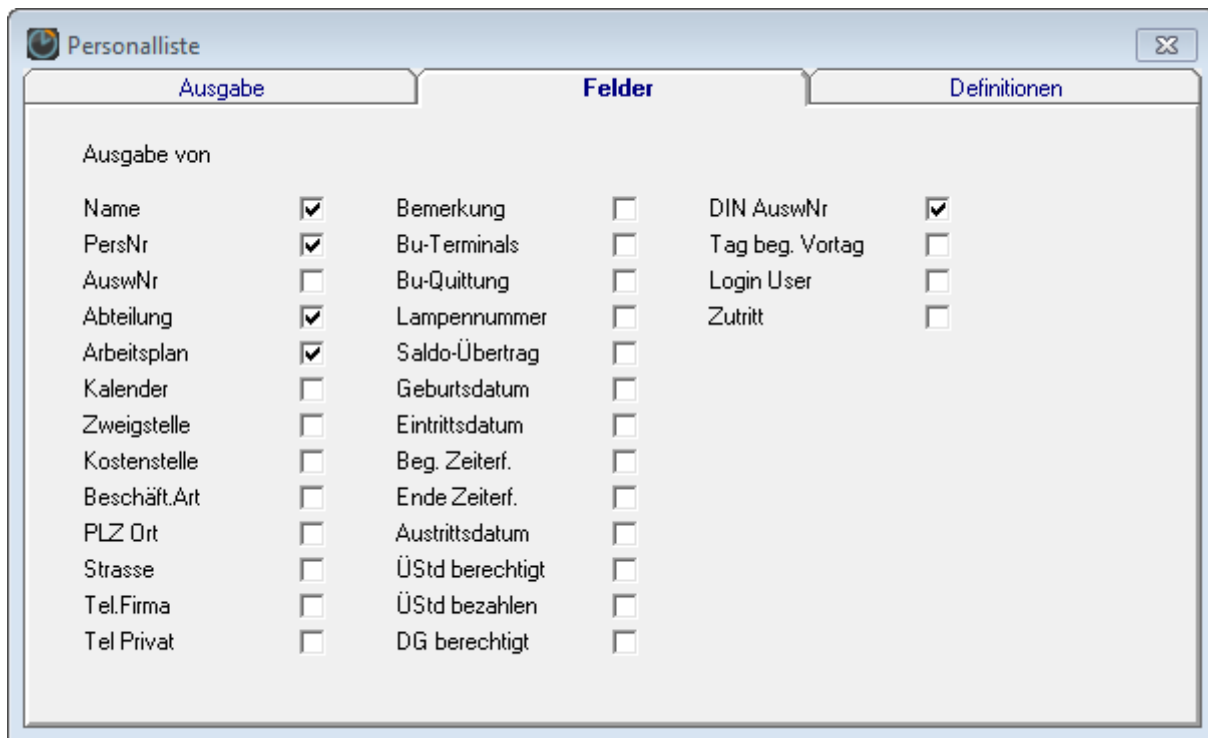 Personalliste
Ausgabe Felder Definitionen
Ausgabe von
Name Bemerkung DIN AuswNr
PersNr Bu-Terminals Tag beg. Vortag
AuswNr Bu-Quittung Login User
Abteilung Lampennummer Zutritt
Arbeitsplan Saldo-Übertrag
Kalender Geburtsdatum
Zweigstelle Eintrittsdatum
Kostenstelle Beg. Zeiterf.
Beschäft.Art Ende Zeiterf.
PLZ Ort Austrittsdatum
Strasse ÜStd berechtigt
Tel.Firma ÜStd bezahlen
Tel Privat DG berechtigt